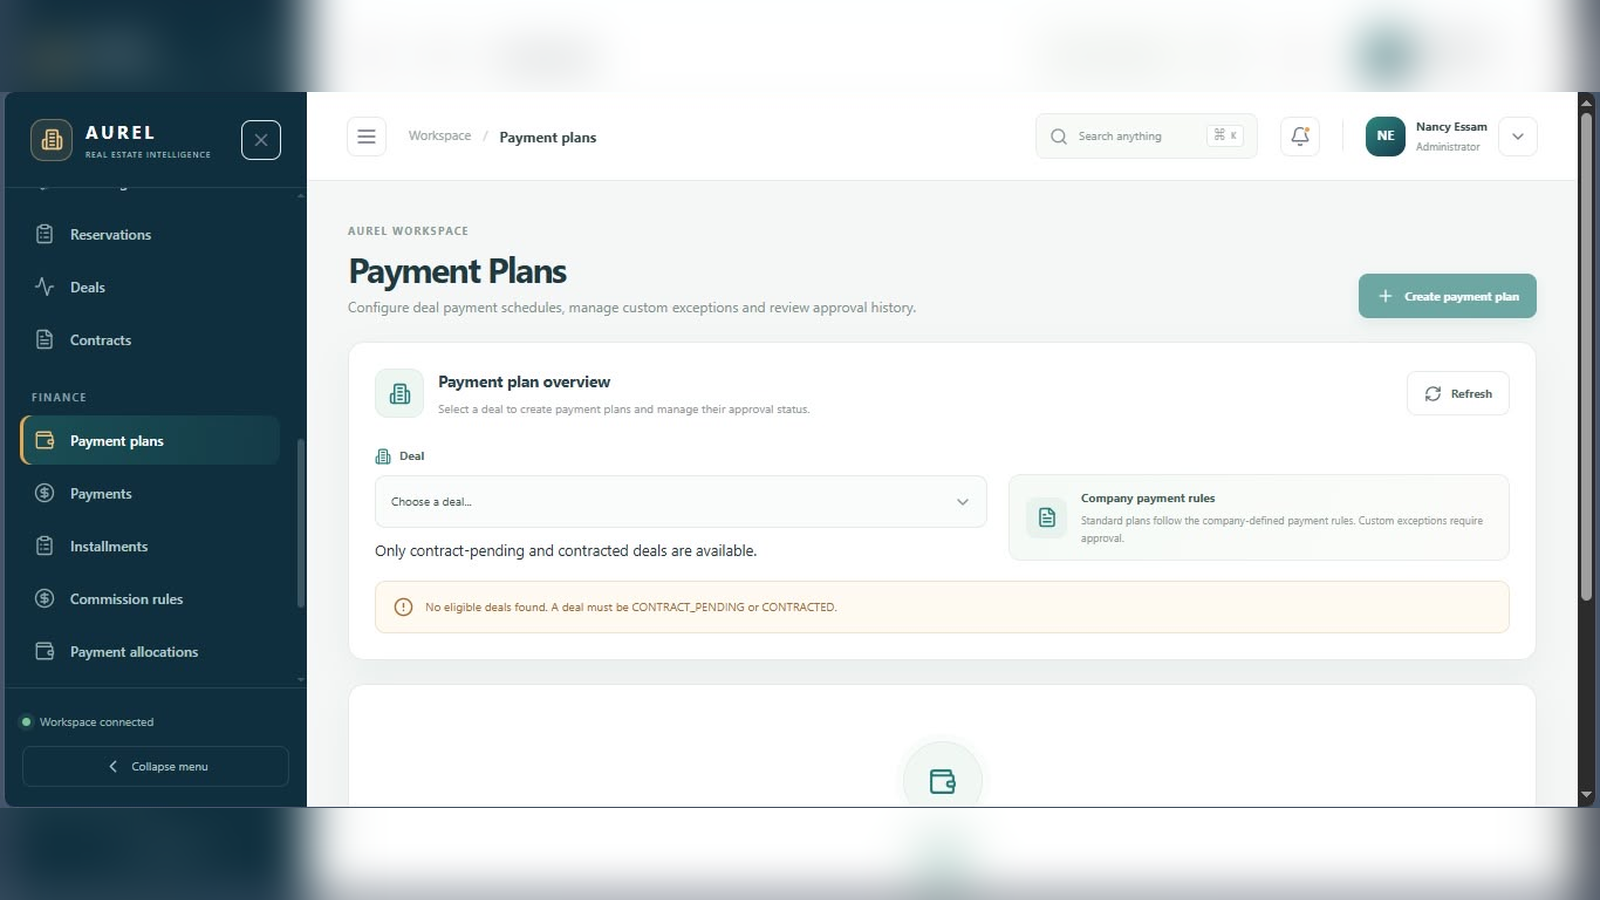 AUREL
REAL ESTATE INTELLIGENCE
Reservations
Deals
Contracts
FINANCE
Payment plans
Payments
Installments
Commission rules
Payment allocations
Workspace connected
Collapse menu
Workspace / Payment plans
Search anything ⌘ K
NE
Nancy Essam
Administrator
AUREL WORKSPACE
Payment Plans
Configure deal payment schedules, manage custom exceptions and review approval history.
+ Create payment plan
Payment plan overview
Select a deal to create payment plans and manage their approval status.
Refresh
Deal
Choose a deal...
Only contract-pending and contracted deals are available.
Company payment rules
Standard plans follow the company-defined payment rules. Custom exceptions require
approval.
No eligible deals found. A deal must be CONTRACT_PENDING or CONTRACTED.